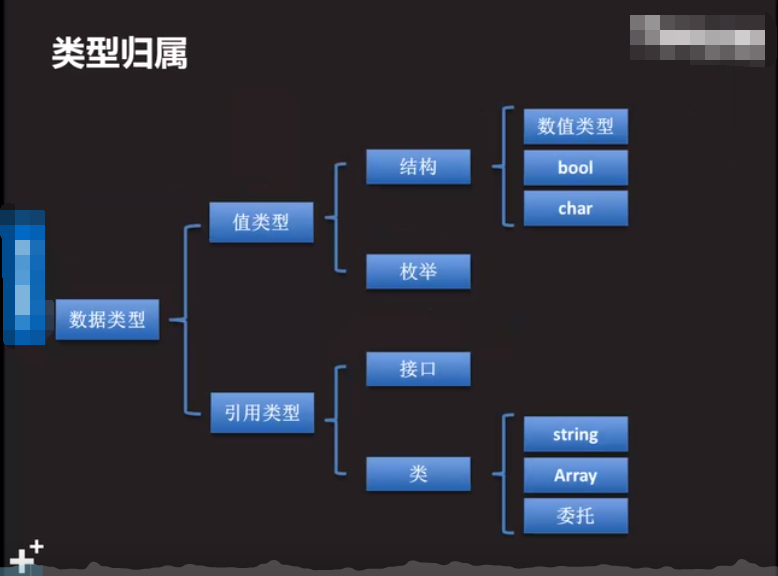 类型归属
数据类型
值类型
结构
数值类型
bool
char
枚举
引用类型
接口
类
string
Array
委托